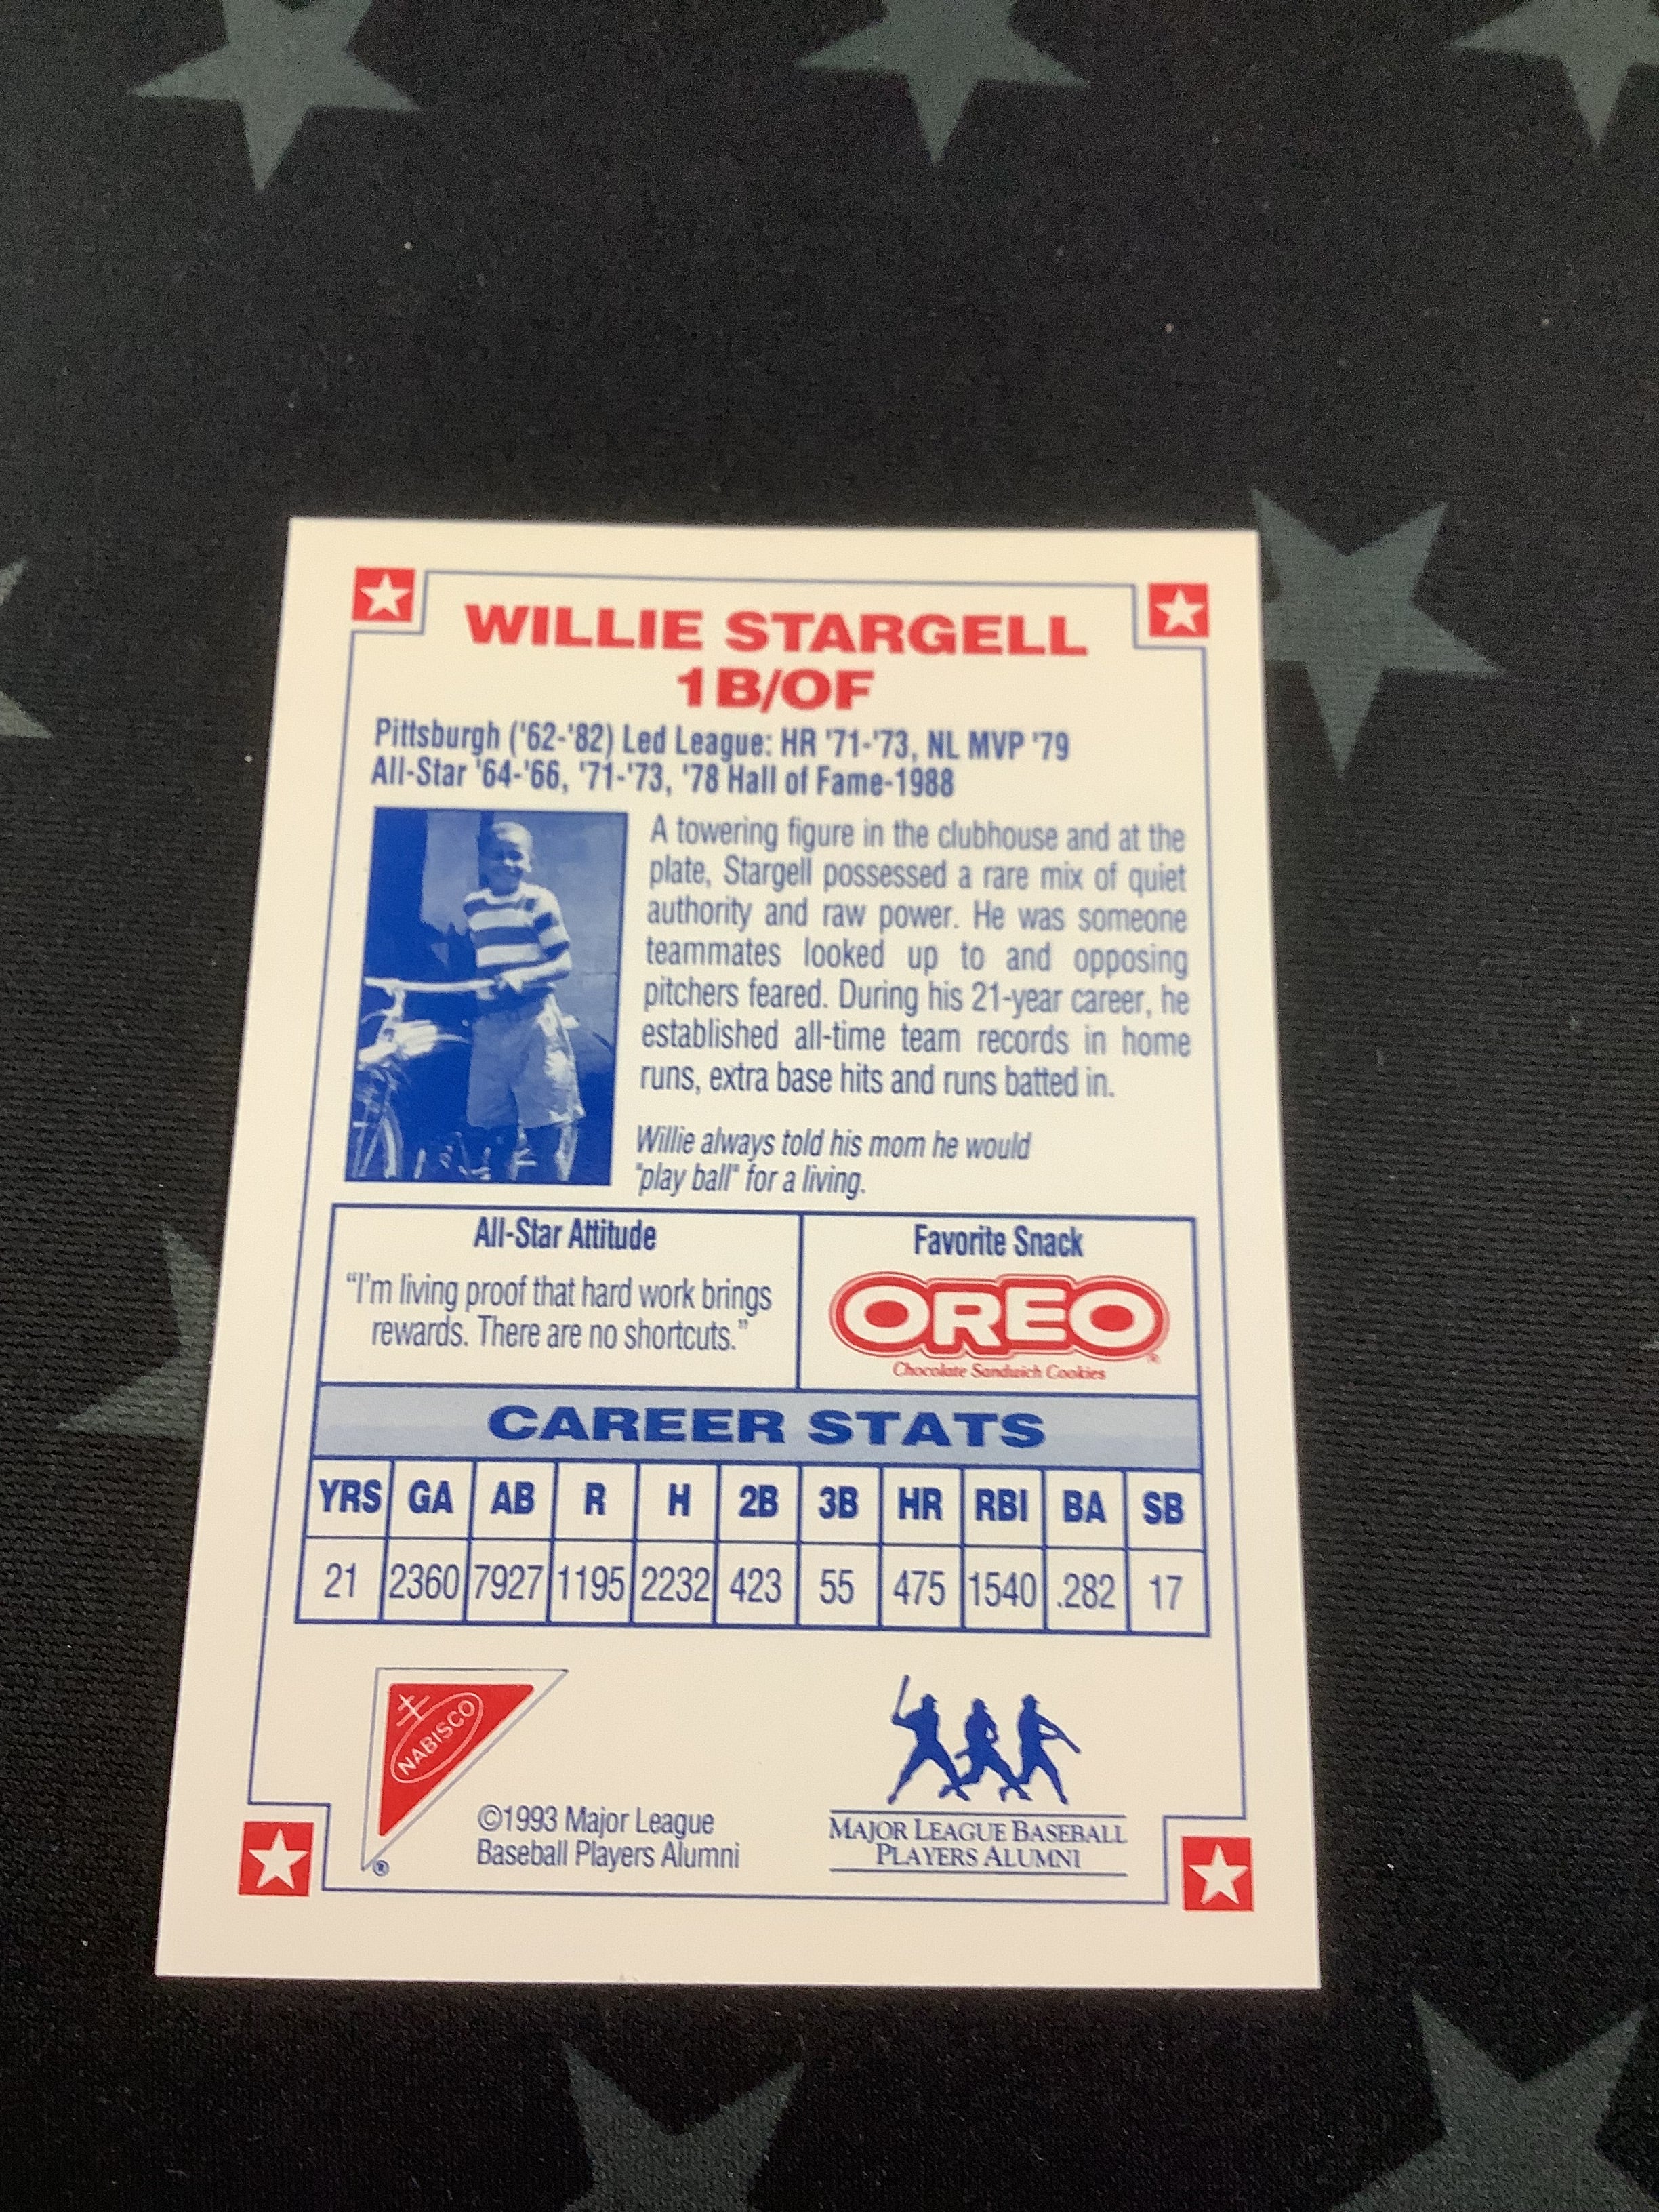 WILLIE STARGELL
1B/OF
Pittsburgh ('62-'82) Led League: HR '71-'73, NL MVP '79
All-Star '64-'66, '71-'73, '78 Hall of Fame-1988
A towering figure in the clubhouse and at the
plate, Stargell possessed a rare mix of quiet
authority and raw power. He was someone
teammates looked up to and opposing
pitchers feared. During his 21-year career, he
established all-time team records in home
runs, extra base hits and runs batted in.
Willie always told his mom he would
"play ball" for a living.
All-Star Attitude
“I'm living proof that hard work brings
rewards. There are no shortcuts.”
Favorite Snack
OREO®
Chocolate Sandwich Cookies
CAREER STATS
YRS GA AB R H 2B 3B HR RBI BA SB
21 2360 7927 1195 2232 423 55 475 1540 .282 17
NABISCO
®
©1993 Major League
Baseball Players Alumni
MAJOR LEAGUE BASEBALL
PLAYERS ALUMNI